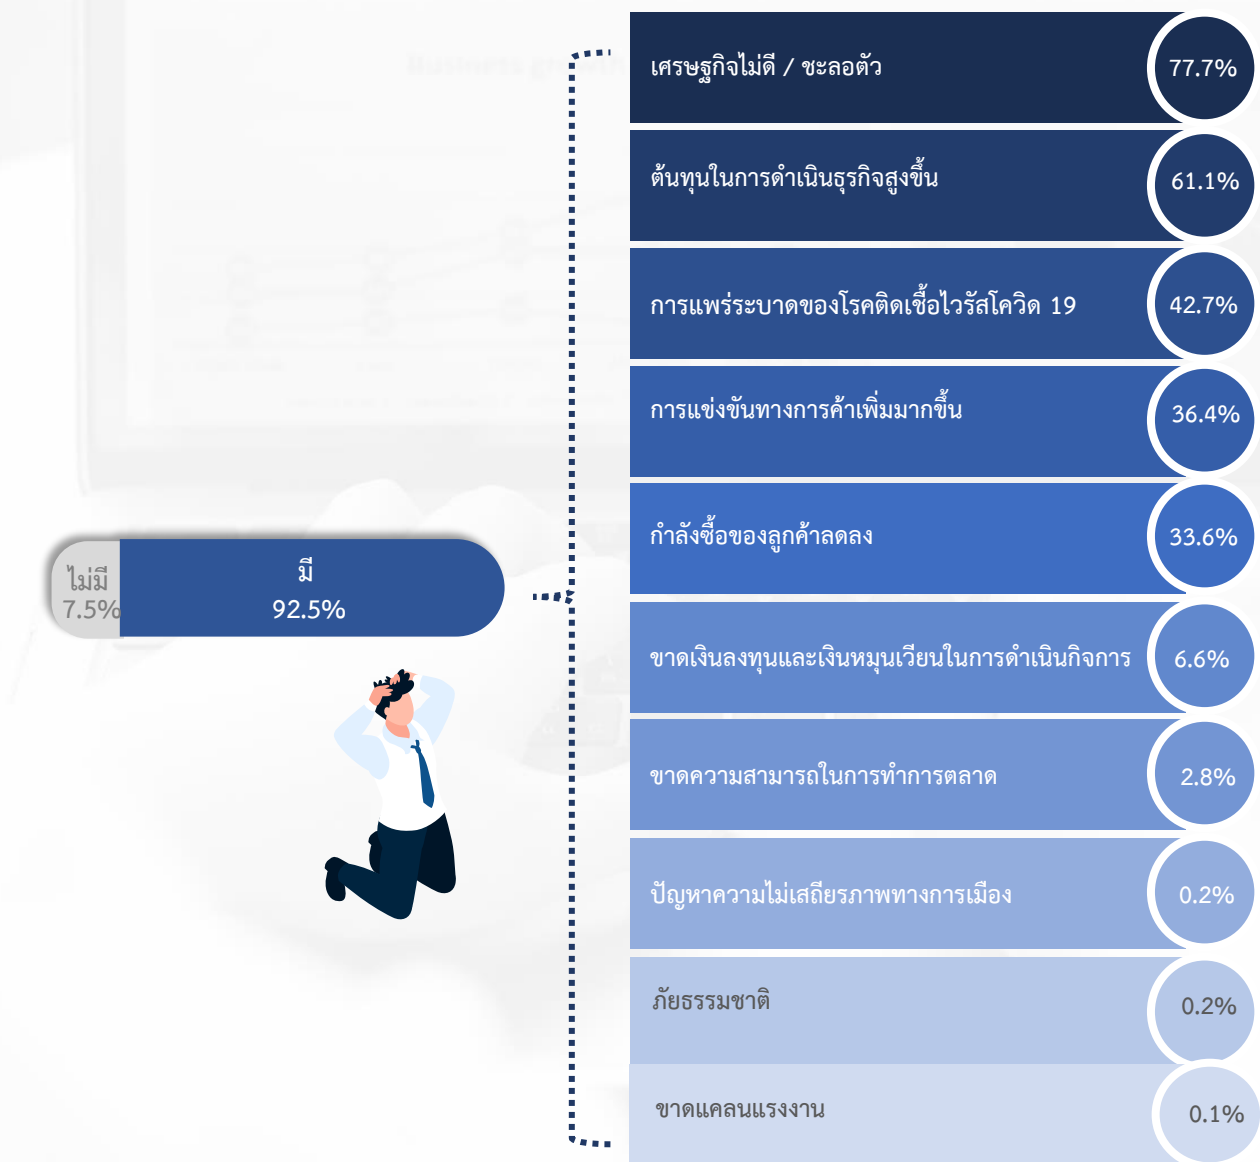 Business growth
เศรษฐกิจไม่ดี / ชะลอตัว
77.7%
ต้นทุนในการดำเนินธุรกิจสูงขึ้น
61.1%
การแพร่ระบาดของโรคติดเชื้อไวรัสโควิด 19
42.7%
การแข่งขันทางการค้าเพิ่มมากขึ้น
36.4%
กำลังซื้อของลูกค้าลดลง
33.6%
ไม่มี
7.5%
มี
92.5%
ขาดเงินลงทุนและเงินหมุนเวียนในการดำเนินกิจการ
6.6%
ขาดความสามารถในการทำการตลาด
2.8%
ปัญหาความไม่เสถียรภาพทางการเมือง
0.2%
ภัยธรรมชาติ
0.2%
ขาดแคลนแรงงาน
0.1%